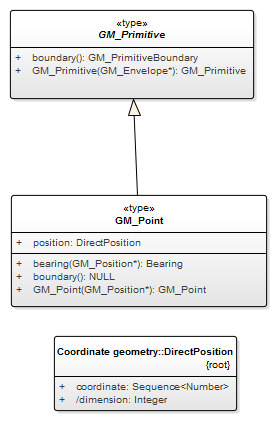 «type»
GM_Primitive
+ boundary(): GM_PrimitiveBoundary
+ GM_Primitive(GM_Envelope*): GM_Primitive
«type»
GM_Point
+ position: DirectPosition
+ bearing(GM_Position*): Bearing
+ boundary(): NULL
+ GM_Point(GM_Position*): GM_Point
Coordinate geometry::DirectPosition
{root}
+ coordinate: Sequence<Number>
+ /dimension: Integer